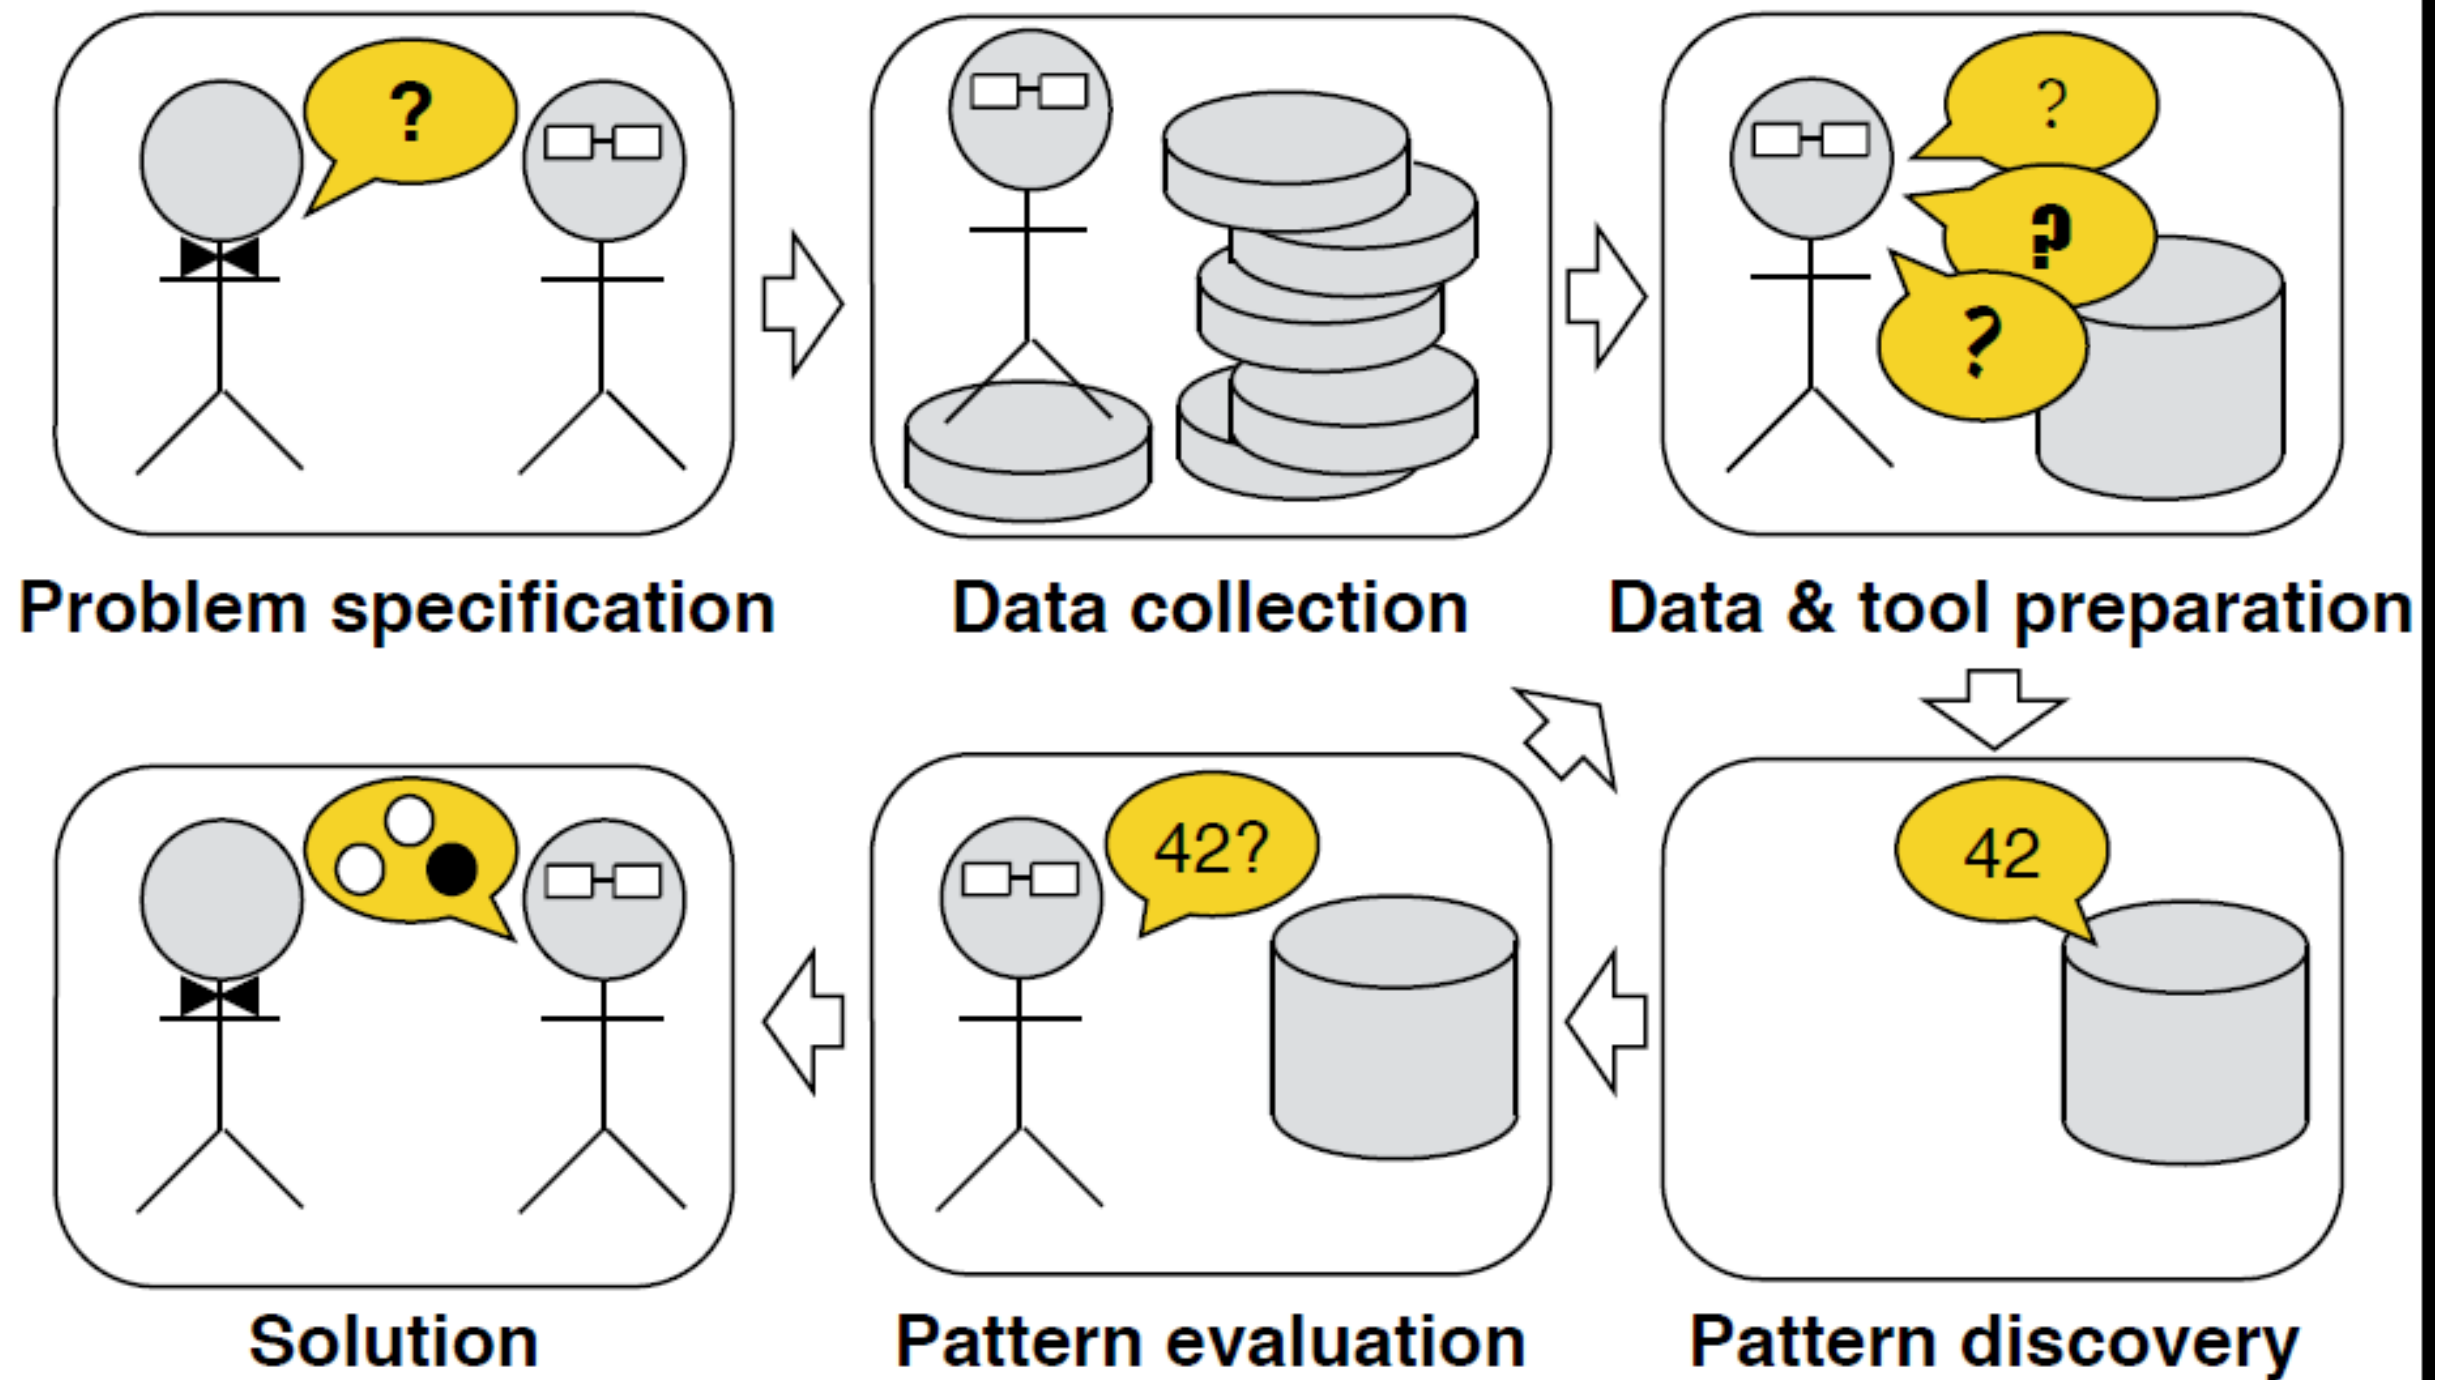 ?
?
?
?
Problem specification
Data collection
Data & tool preparation
42?
42
Solution
Pattern evaluation
Pattern discovery